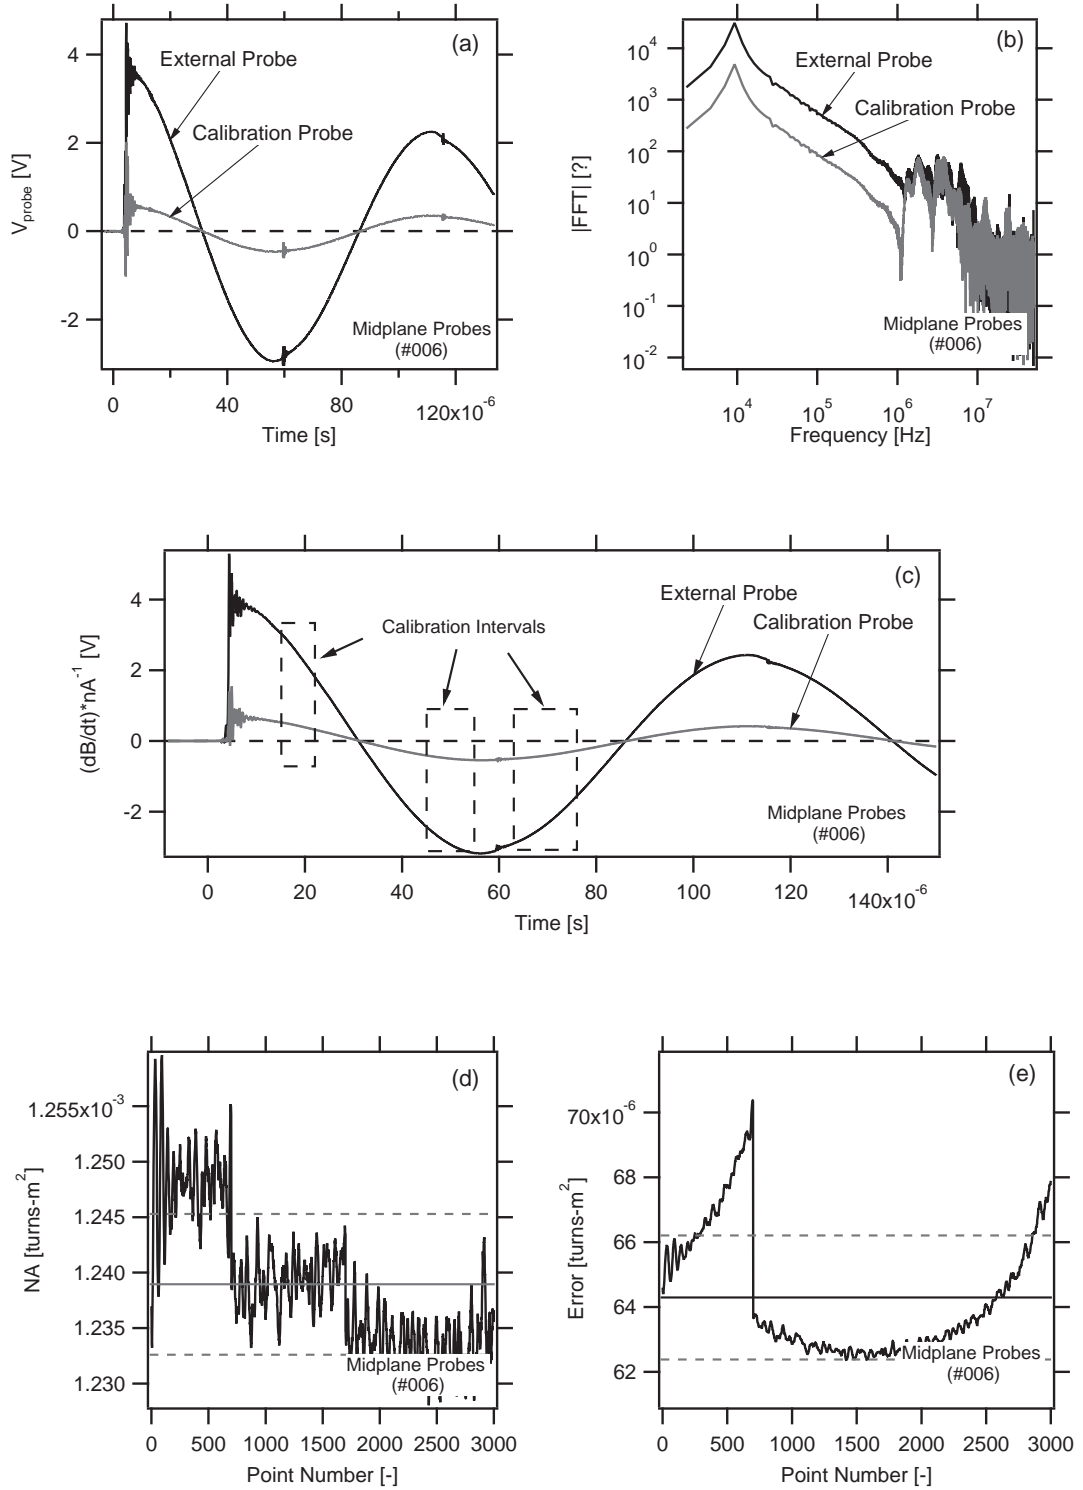 (a)
External Probe
Calibration Probe
4
2
0
-2
V_probe [V]
Midplane Probes
(#006)
0
40
80
120x10^-6
Time [s]
(b)
External Probe
Calibration Probe
10^4
10^3
10^2
10^1
10^0
10^-1
10^-2
|FFT| [?]
Midplane Probes
(#006)
10^4
10^5
10^6
10^7
Frequency [Hz]
(c)
External Probe
Calibration Probe
Calibration Intervals
4
2
0
-2
(dB/dt)*nA^-1 [V]
Midplane Probes
(#006)
0
20
40
60
80
100
120
140x10^-6
Time [s]
(d)
1.255x10^-3
1.250
1.245
1.240
1.235
1.230
NA [turns-m^2]
Midplane Probes
(#006)
0
500
1000
1500
2000
2500
3000
Point Number [-]
(e)
70x10^-6
68
66
64
62
Error [turns-m^2]
Midplane Probes
(#006)
0
500
1000
1500
2000
2500
3000
Point Number [-]